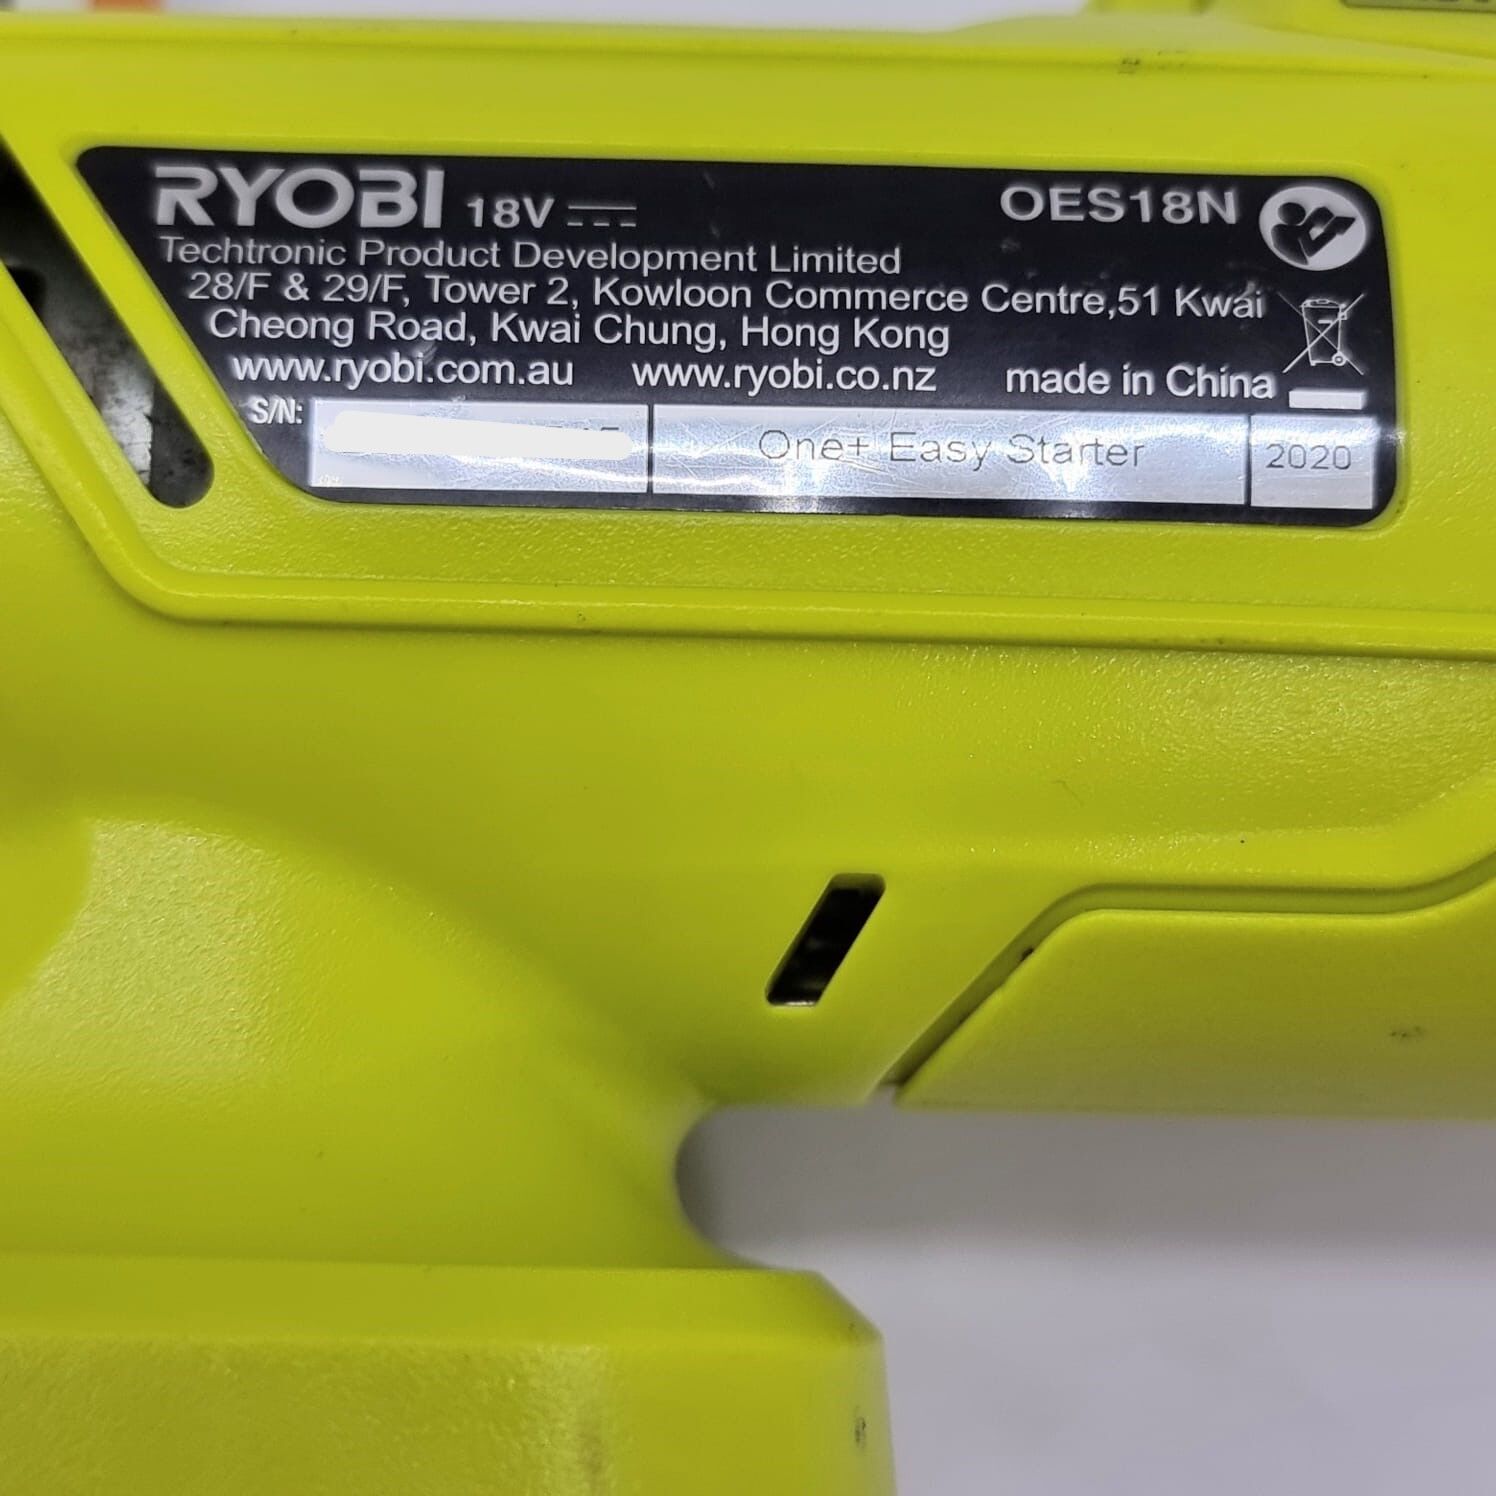 RYOBI 18V OES18N
Techtronic Product Development Limited
28/F & 29/F, Tower 2, Kowloon Commerce Centre,51 Kwai
Cheong Road, Kwai Chung, Hong Kong
www.ryobi.com.au www.ryobi.co.nz made in China
S/N: One+ Easy Starter 2020